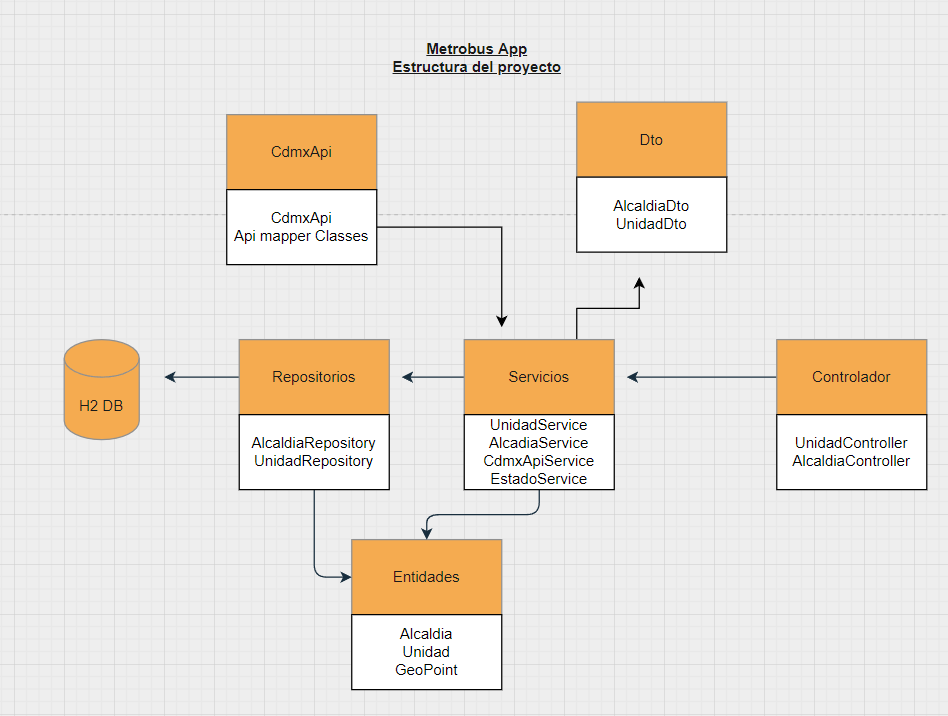 Metrobus App
Estructura del proyecto
CdmxApi
CdmxApi
Api mapper Classes
Dto
AlcaldiaDto
UnidadDto
H2 DB
Repositorios
AlcaldiaRepository
UnidadRepository
Servicios
UnidadService
AlcadiaService
CdmxApiService
EstadoService
Controlador
UnidadController
AlcaldiaController
Entidades
Alcaldia
Unidad
GeoPoint